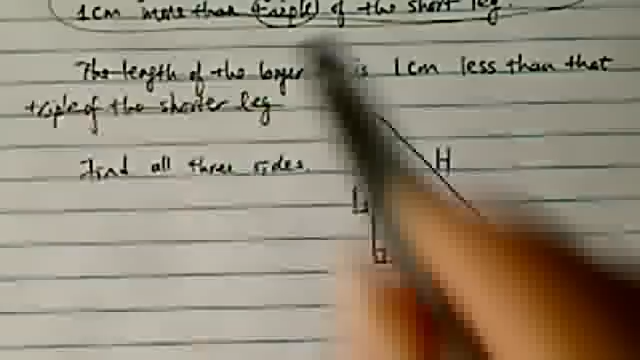 1cm more than (triple) of the short leg.
The length of the longer is 1cm less than that
triple of the shorter leg
Find all three sides.
H
L